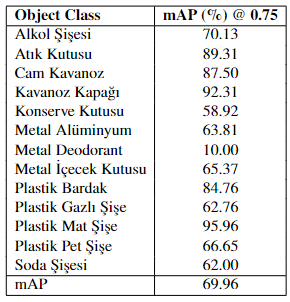 Object Class mAP (%) @ 0.75
Alkol Şişesi 70.13
Atık Kutusu 89.31
Cam Kavanoz 87.50
Kavanoz Kapağı 92.31
Konserve Kutusu 58.92
Metal Alüminyum 63.81
Metal Deodorant 10.00
Metal İçecek Kutusu 65.37
Plastik Bardak 84.76
Plastik Gazlı Şişe 62.76
Plastik Mat Şişe 95.96
Plastik Pet Şişe 66.65
Soda Şişesi 62.00
mAP 69.96